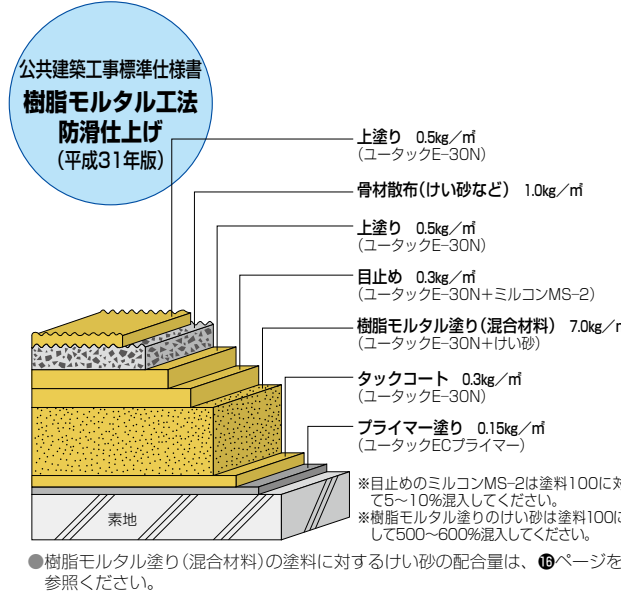 公共建築工事標準仕様書
樹脂モルタル工法
防滑仕上げ
(平成31年版)
上塗り 0.5kg/㎡
(ユータックE-30N)
骨材散布(けい砂など) 1.0kg/㎡
上塗り 0.5kg/㎡
(ユータックE-30N)
目止め 0.3kg/㎡
(ユータックE-30N+ミルコンMS-2)
樹脂モルタル塗り(混合材料) 7.0kg/
(ユータックE-30N+けい砂)
タックコート 0.3kg/㎡
(ユータックE-30N)
プライマー塗り 0.15kg/㎡
(ユータックECプライマー)
素地
※目止めのミルコンMS-2は塗料100に対
て5~10%混入してください。
※樹脂モルタル塗りのけい砂は塗料100に
して500~600%混入してください。
●樹脂モルタル塗り(混合材料)の塗料に対するけい砂の配合量は、⓰ページを
参照ください。